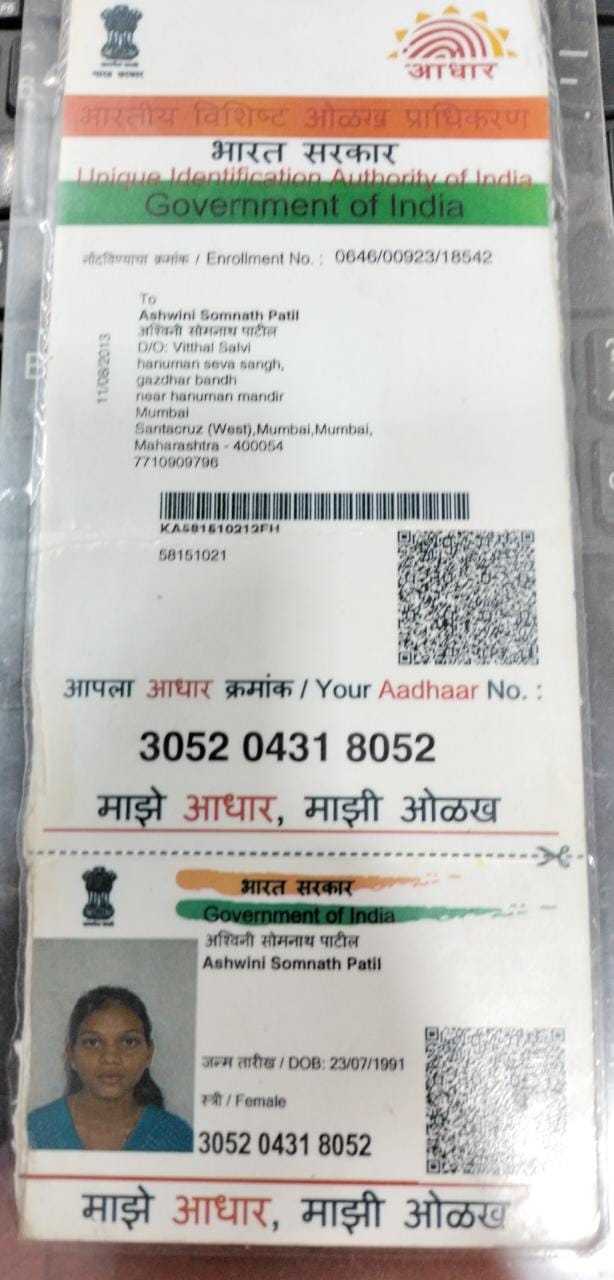 भारत सरकार
आधार
भारतीय विशिष्ट ओळख प्राधिकरण
भारत सरकार
Unique Identification Authority of India
Government of India
नोंदविण्याचा क्रमांक / Enrollment No. : 0646/00923/18542
11/08/2013
To
Ashwini Somnath Patil
अश्विनी सोमनाथ पाटील
D/O: Vitthal Salvi
hanuman seva sangh,
gazdhar bandh
near hanuman mandir
Mumbai
Santacruz (West),Mumbai,Mumbai,
Maharashtra - 400054
7710909796
KA581510212FH
58151021
आपला आधार क्रमांक / Your Aadhaar No. :
3052 0431 8052
माझे आधार, माझी ओळख
भारत सरकार
Government of India
अश्विनी सोमनाथ पाटील
Ashwini Somnath Patil
जन्म तारीख / DOB: 23/07/1991
स्त्री / Female
3052 0431 8052
माझे आधार, माझी ओळख